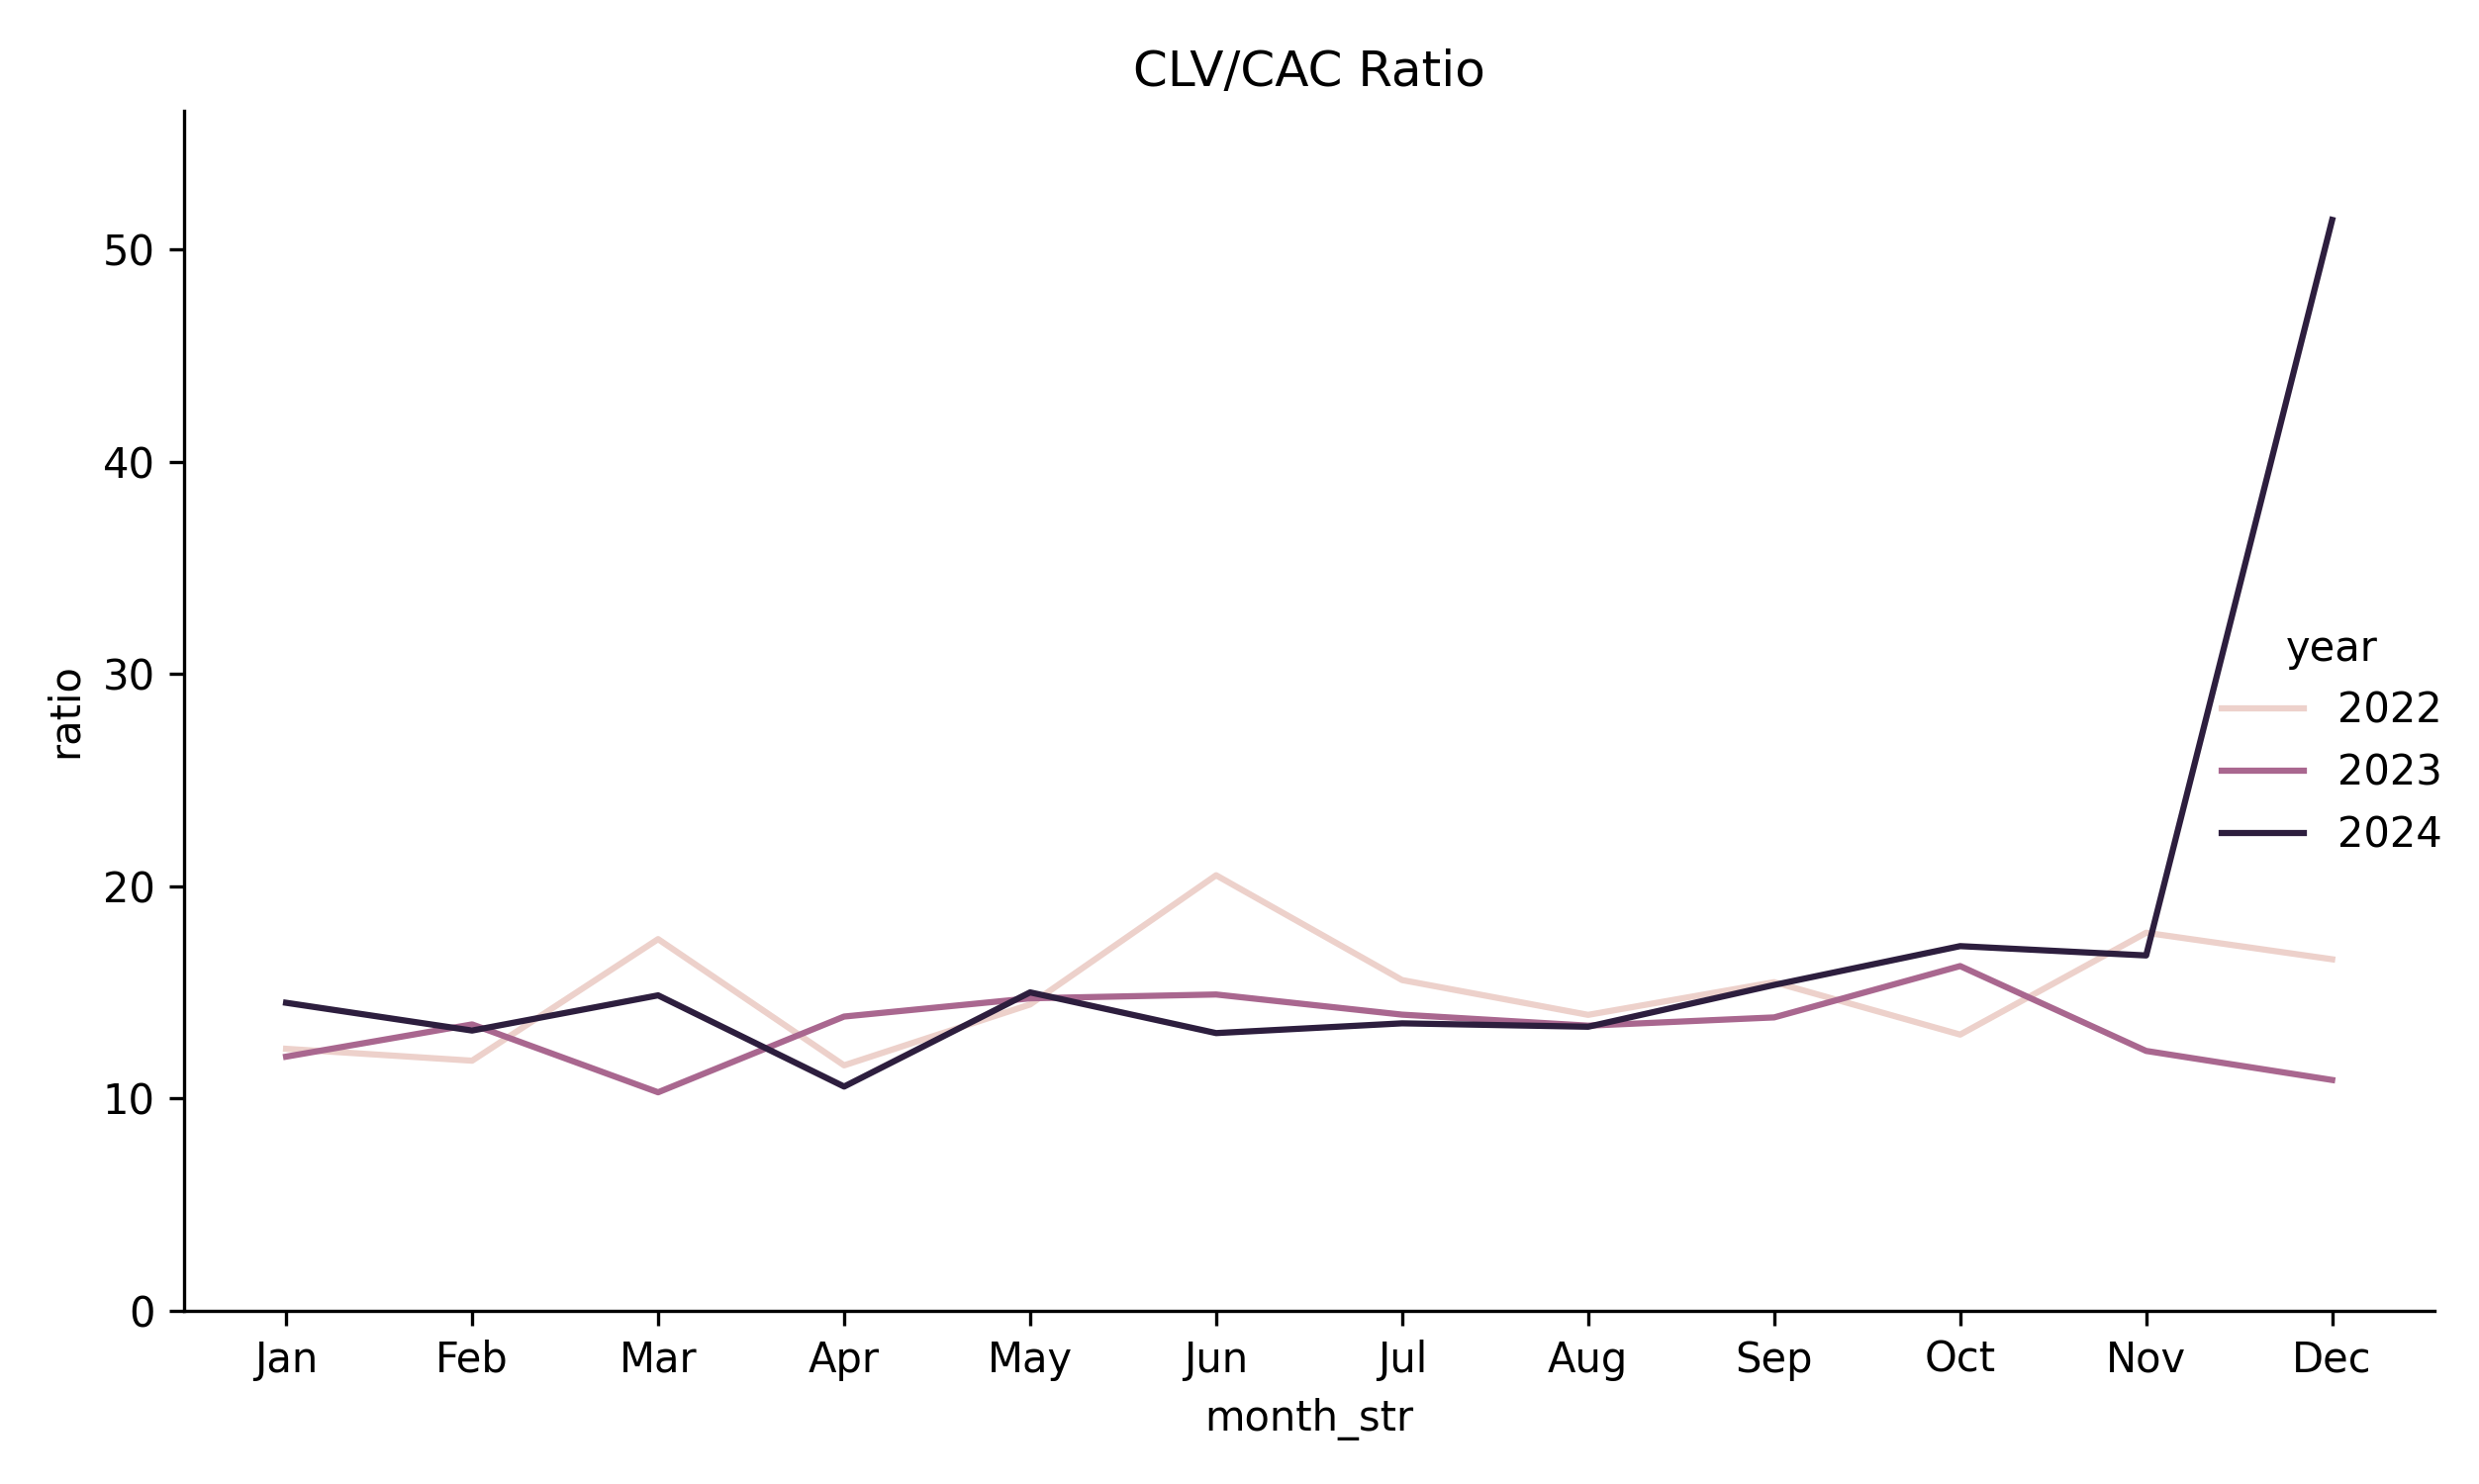 CLV/CAC Ratio
50
40
30
20
10
0
ratio
year
2022
2023
2024
Jan Feb Mar Apr May Jun Jul Aug Sep Oct Nov Dec
month_str